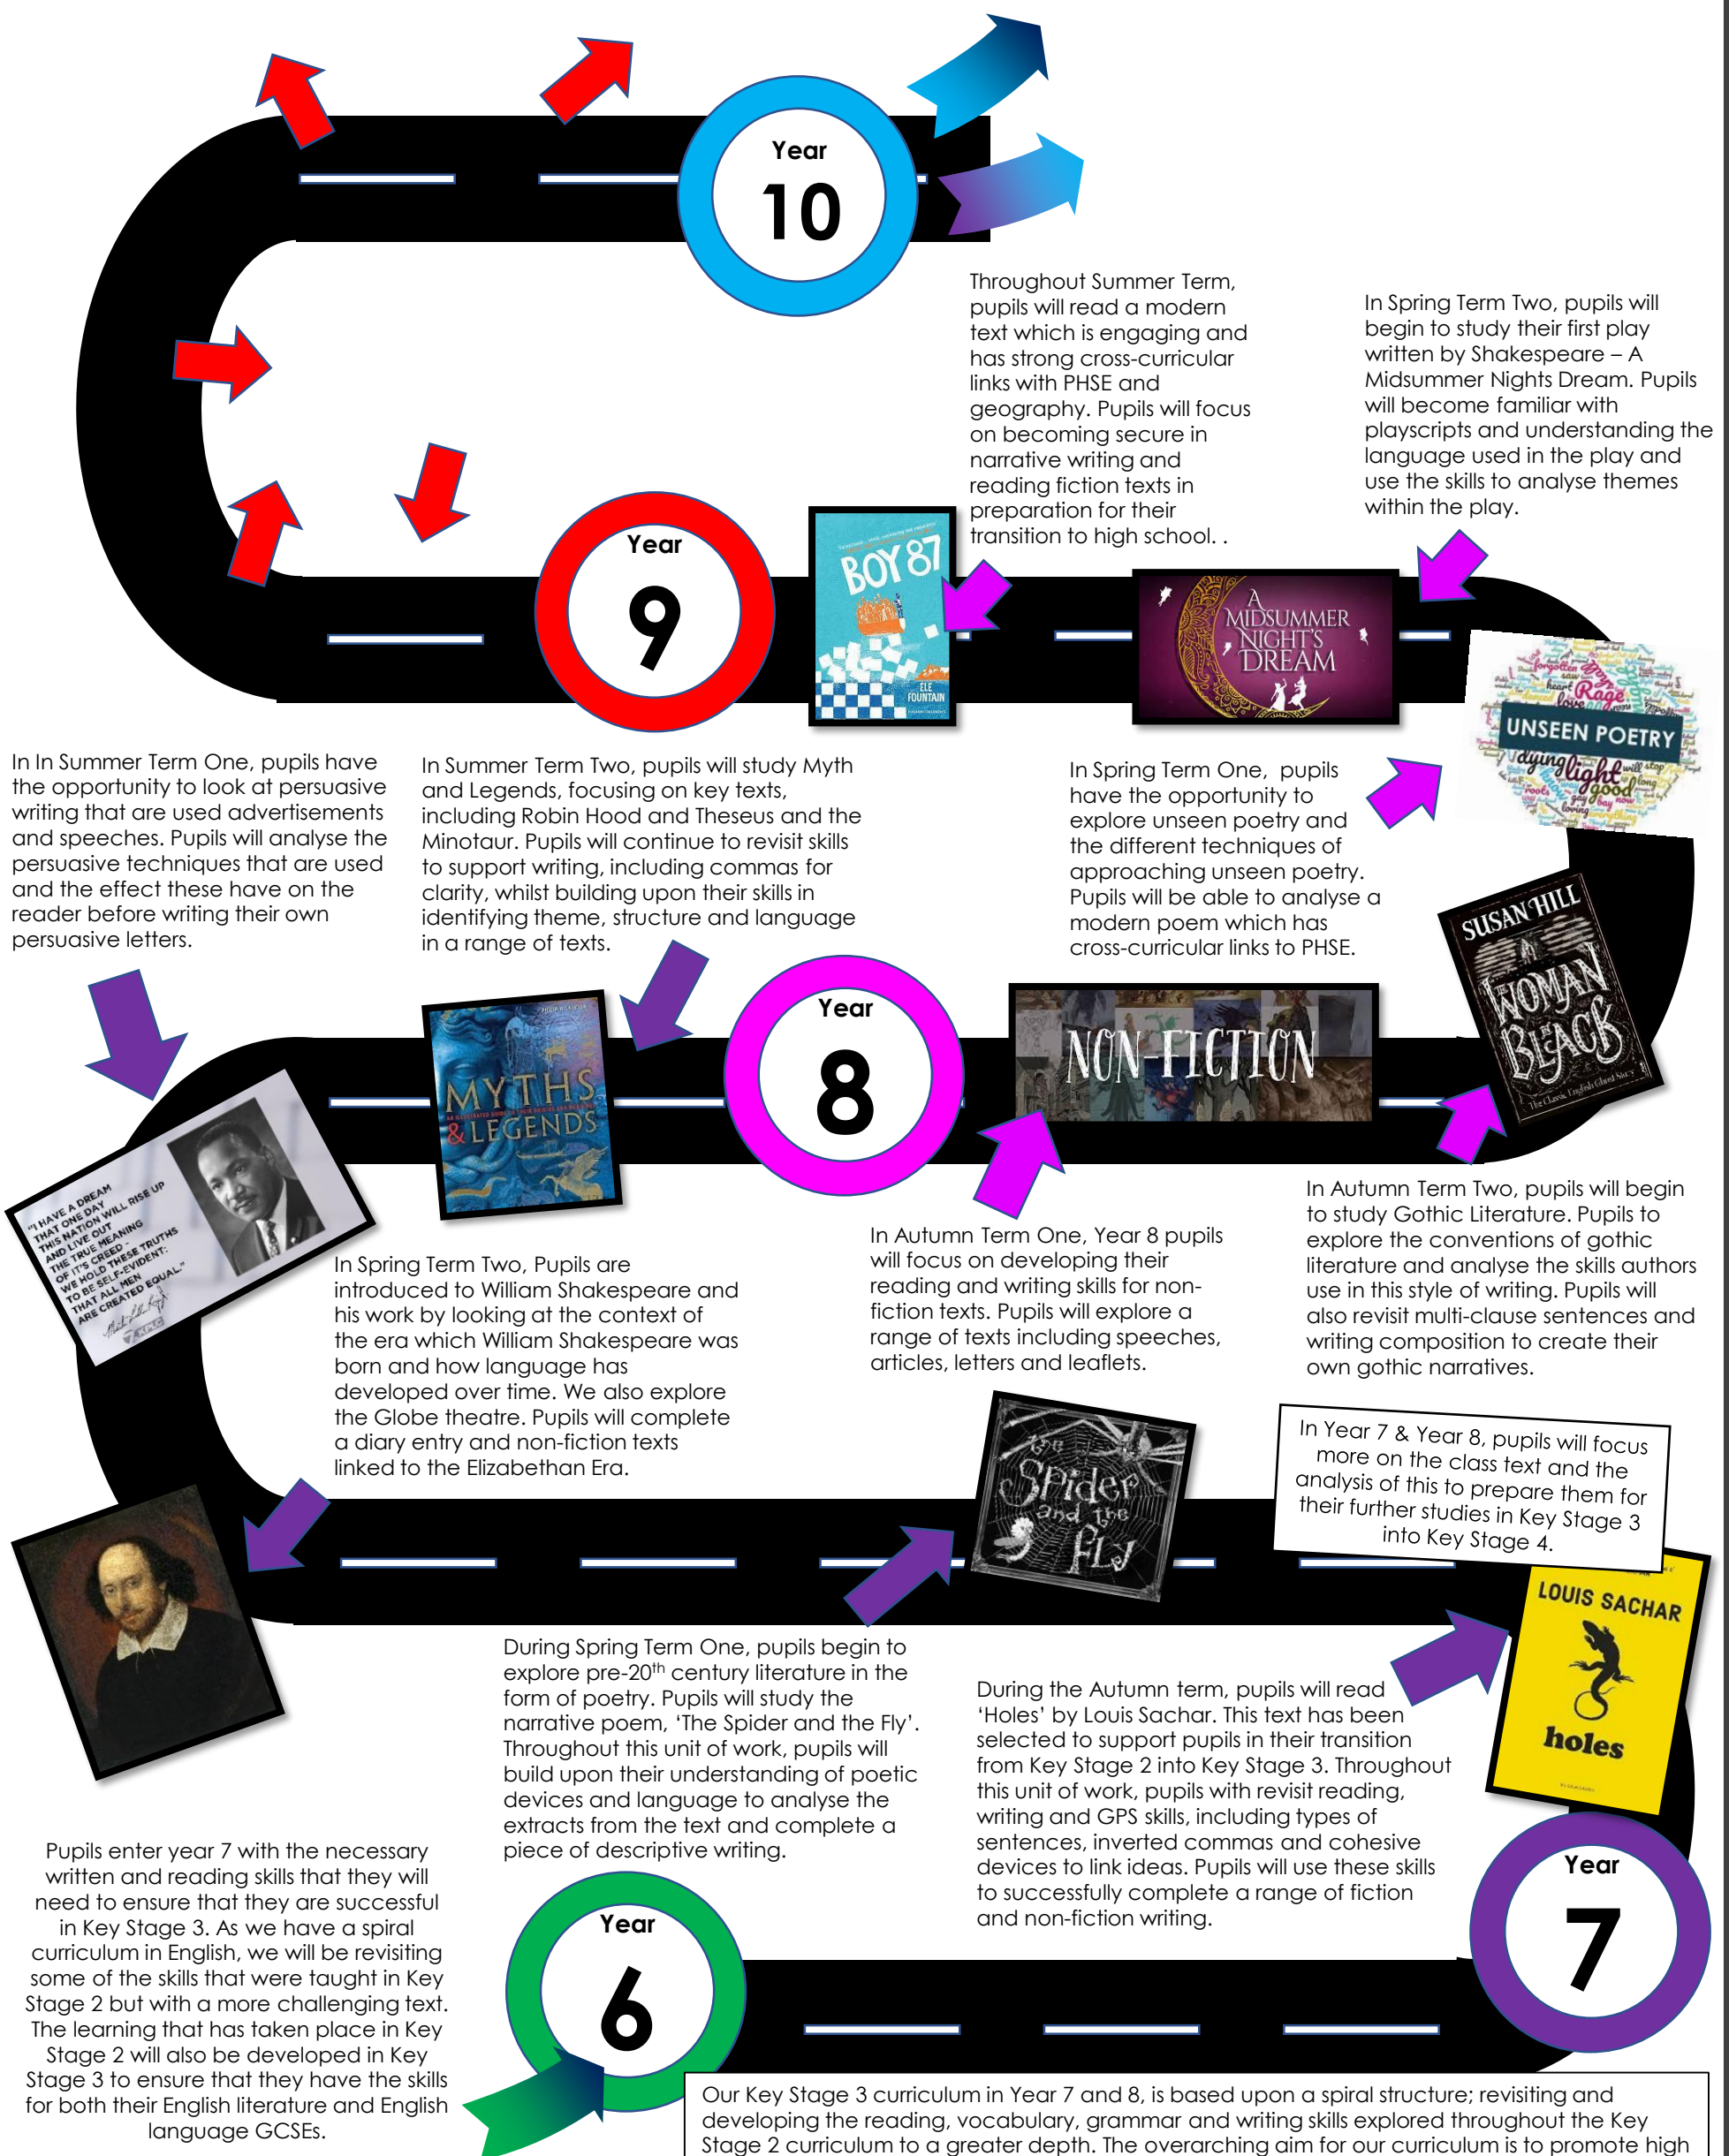 Year
10
Throughout Summer Term,
pupils will read a modern
text which is engaging and
has strong cross-curricular
links with PHSE and
geography. Pupils will focus
on becoming secure in
narrative writing and
reading fiction texts in
preparation for their
transition to high school. .
In Spring Term Two, pupils will
begin to study their first play
written by Shakespeare – A
Midsummer Nights Dream. Pupils
will become familiar with
playscripts and understanding the
language used in the play and
use the skills to analyse themes
within the play.
Year
9
BOY 87
ELE
FOUNTAIN
A
MIDSUMMER
NIGHT'S
DREAM
forgotten
saw
heart
Rage
love
UNSEEN POETRY
dying
light
will stop
long
good
roots
gay
bay
now
loving
everything
In In Summer Term One, pupils have
the opportunity to look at persuasive
writing that are used advertisements
and speeches. Pupils will analyse the
persuasive techniques that are used
and the effect these have on the
reader before writing their own
persuasive letters.
In Summer Term Two, pupils will study Myth
and Legends, focusing on key texts,
including Robin Hood and Theseus and the
Minotaur. Pupils will continue to revisit skills
to support writing, including commas for
clarity, whilst building upon their skills in
identifying theme, structure and language
in a range of texts.
In Spring Term One,  pupils
have the opportunity to
explore unseen poetry and
the different techniques of
approaching unseen poetry.
Pupils will be able to analyse a
modern poem which has
cross-curricular links to PHSE.
SUSAN HILL
THE
WOMAN
IN
BLACK
The Classic English Ghost Story
MYTHS
& LEGENDS
Year
8
NON-FICTION
"I HAVE A DREAM
THAT ONE DAY
THIS NATION WILL RISE UP
AND LIVE OUT
THE TRUE MEANING
OF IT'S CREED -
WE HOLD THESE TRUTHS
TO BE SELF-EVIDENT:
THAT ALL MEN
ARE CREATED EQUAL."
In Spring Term Two, Pupils are
introduced to William Shakespeare and
his work by looking at the context of
the era which William Shakespeare was
born and how language has
developed over time. We also explore
the Globe theatre. Pupils will complete
a diary entry and non-fiction texts
linked to the Elizabethan Era.
In Autumn Term One, Year 8 pupils
will focus on developing their
reading and writing skills for non-
fiction texts. Pupils will explore a
range of texts including speeches,
articles, letters and leaflets.
In Autumn Term Two, pupils will begin
to study Gothic Literature. Pupils to
explore the conventions of gothic
literature and analyse the skills authors
use in this style of writing. Pupils will
also revisit multi-clause sentences and
writing composition to create their
own gothic narratives.
the
Spider
and the
FLy
In Year 7 & Year 8, pupils will focus
more on the class text and the
analysis of this to prepare them for
their further studies in Key Stage 3
into Key Stage 4.
LOUIS SACHAR
holes
During Spring Term One, pupils begin to
explore pre-20th century literature in the
form of poetry. Pupils will study the
narrative poem, ‘The Spider and the Fly’.
Throughout this unit of work, pupils will
build upon their understanding of poetic
devices and language to analyse the
extracts from the text and complete a
piece of descriptive writing.
During the Autumn term, pupils will read
‘Holes’ by Louis Sachar. This text has been
selected to support pupils in their transition
from Key Stage 2 into Key Stage 3. Throughout
this unit of work, pupils with revisit reading,
writing and GPS skills, including types of
sentences, inverted commas and cohesive
devices to link ideas. Pupils will use these skills
to successfully complete a range of fiction
and non-fiction writing.
Pupils enter year 7 with the necessary
written and reading skills that they will
need to ensure that they are successful
in Key Stage 3. As we have a spiral
curriculum in English, we will be revisiting
some of the skills that were taught in Key
Stage 2 but with a more challenging text.
The learning that has taken place in Key
Stage 2 will also be developed in Key
Stage 3 to ensure that they have the skills
for both their English literature and English
language GCSEs.
Year
6
Year
7
Our Key Stage 3 curriculum in Year 7 and 8, is based upon a spiral structure; revisiting and
developing the reading, vocabulary, grammar and writing skills explored throughout the Key
Stage 2 curriculum to a greater depth. The overarching aim for our curriculum is to promote high